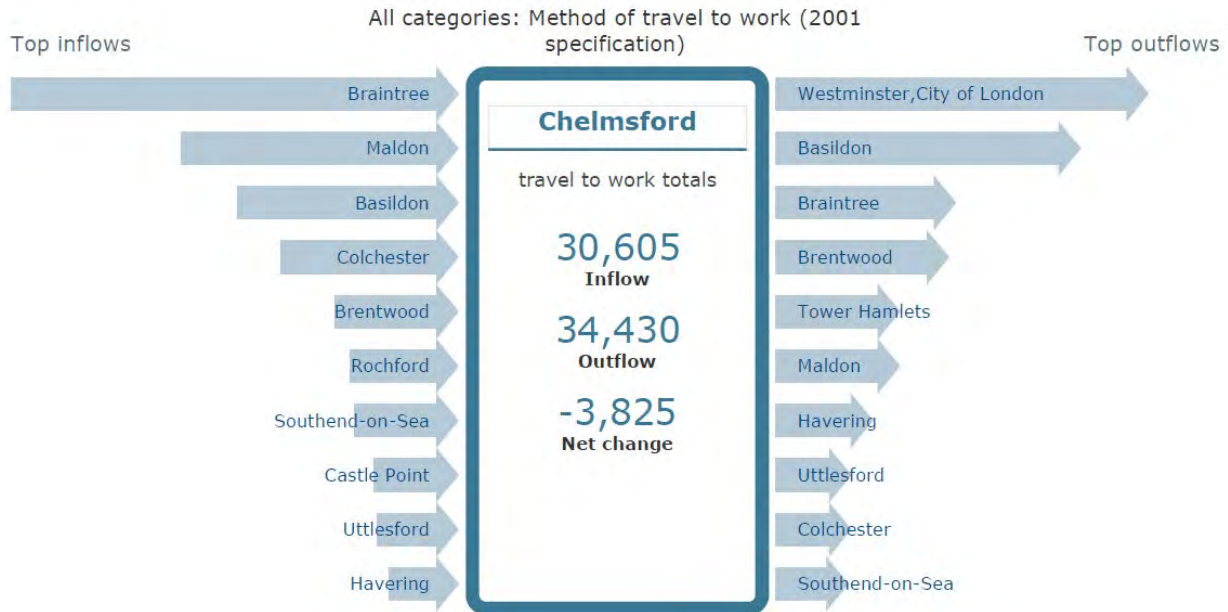 All categories: Method of travel to work (2001
specification)
Top inflows
Top outflows
Braintree
Maldon
Basildon
Colchester
Brentwood
Rochford
Southend-on-Sea
Castle Point
Uttlesford
Havering
Chelmsford
travel to work totals
30,605
Inflow
34,430
Outflow
-3,825
Net change
Westminster,City of London
Basildon
Braintree
Brentwood
Tower Hamlets
Maldon
Havering
Uttlesford
Colchester
Southend-on-Sea